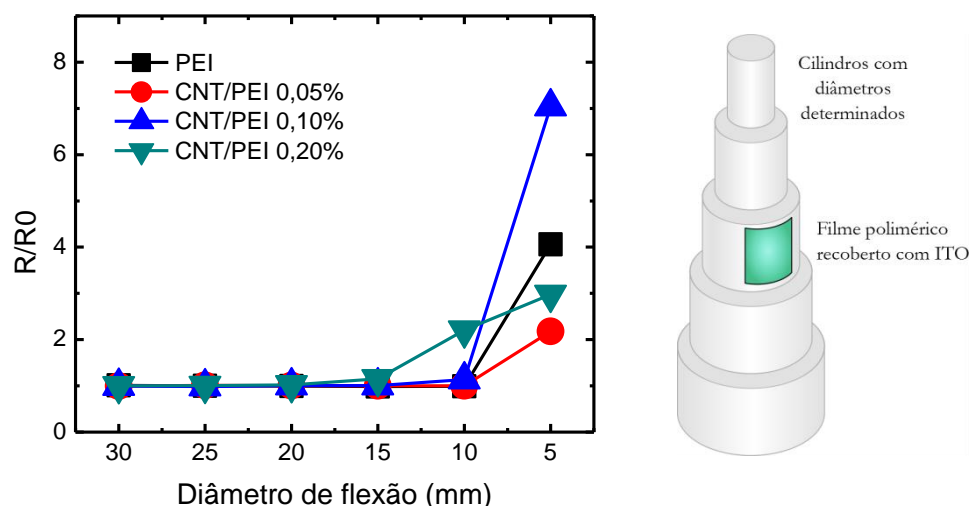 PEI
CNT/PEI 0,05%
CNT/PEI 0,10%
CNT/PEI 0,20%
8
6
4
2
0
R/R0
30 25 20 15 10 5
Diâmetro de flexão (mm)
Cilindros com
diâmetros
determinados
Filme polimérico
recoberto com ITO